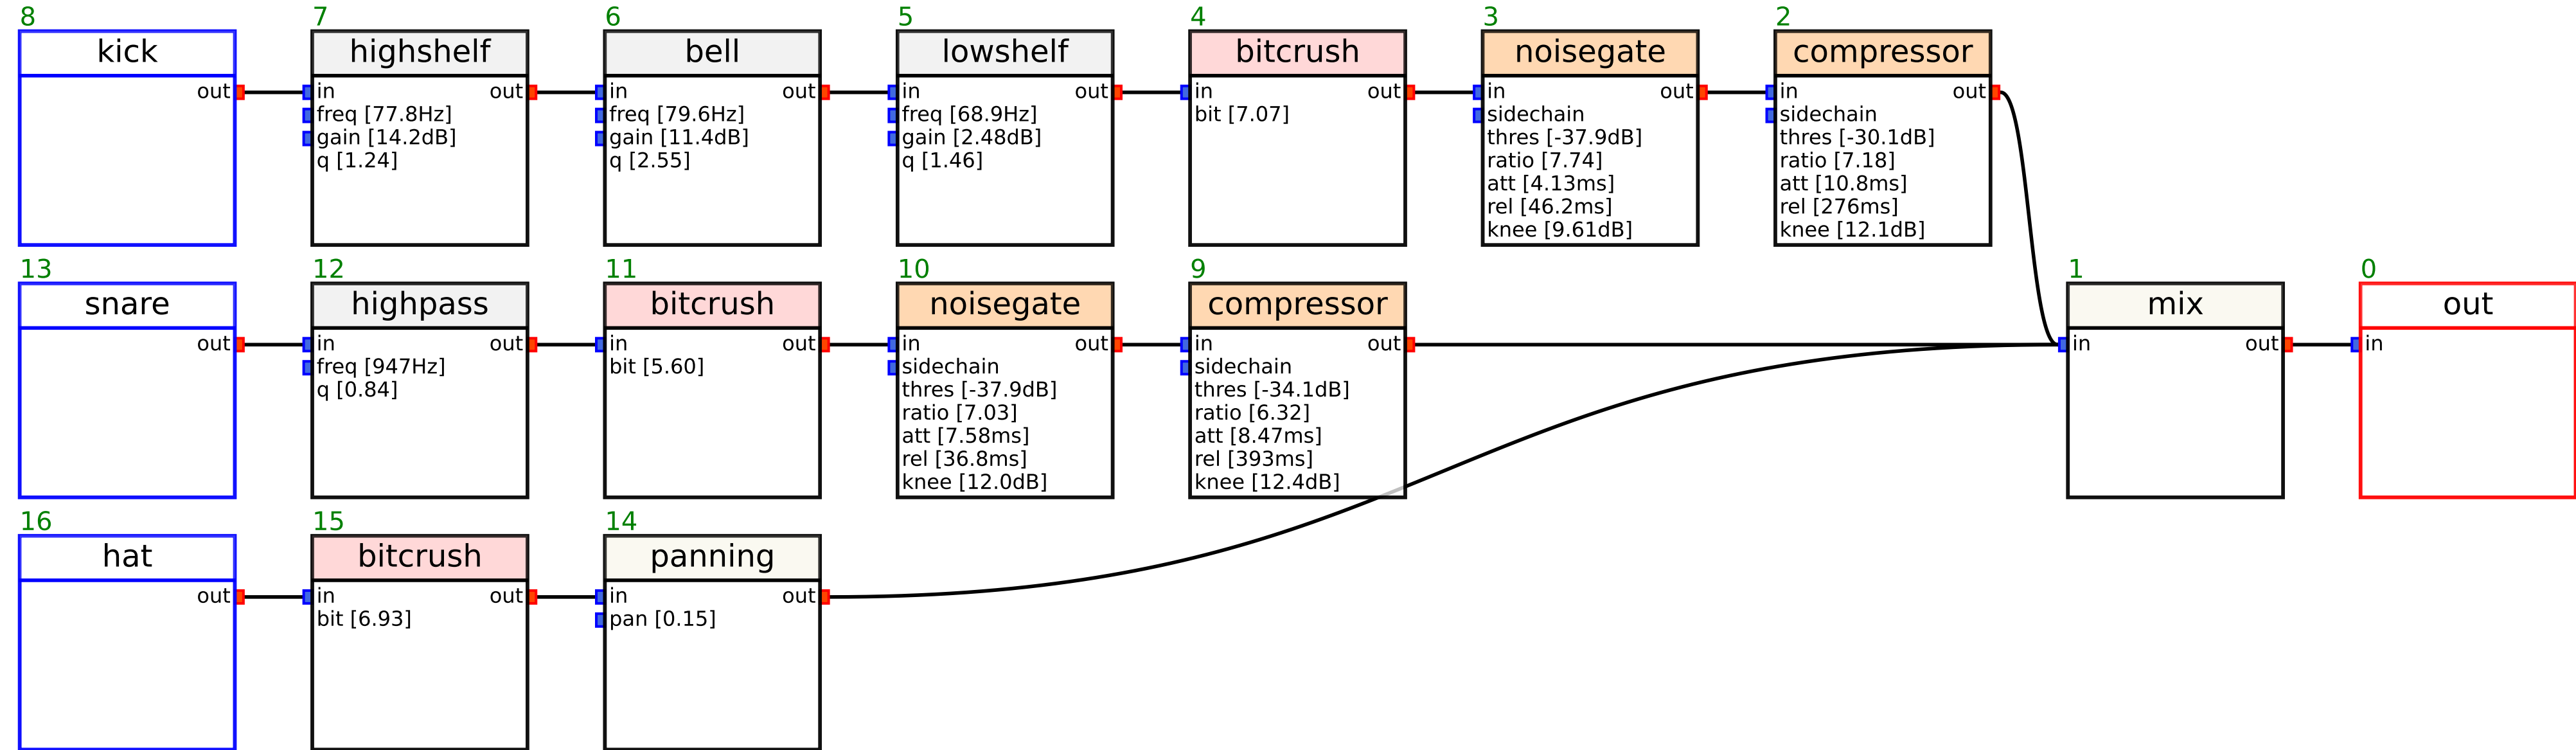 8 7 6 5 4 3 2
kick highshelf bell lowshelf bitcrush noisegate compressor
out in out in out in out in out in out in out
freq [77.8Hz] freq [79.6Hz] freq [68.9Hz] bit [7.07] sidechain sidechain
gain [14.2dB] gain [11.4dB] gain [2.48dB] thres [-37.9dB] thres [-30.1dB]
q [1.24] q [2.55] q [1.46] ratio [7.74] ratio [7.18]
att [4.13ms] att [10.8ms]
rel [46.2ms] rel [276ms]
knee [9.61dB] knee [12.1dB]
13 12 11 10 9 1 0
snare highpass bitcrush noisegate compressor mix out
out in out in out in out in out in out in
freq [947Hz] bit [5.60] sidechain sidechain
q [0.84] thres [-37.9dB] thres [-34.1dB]
ratio [7.03] ratio [6.32]
att [7.58ms] att [8.47ms]
rel [36.8ms] rel [393ms]
knee [12.0dB] knee [12.4dB]
16 15 14
hat bitcrush panning
out in out in out
bit [6.93] pan [0.15]